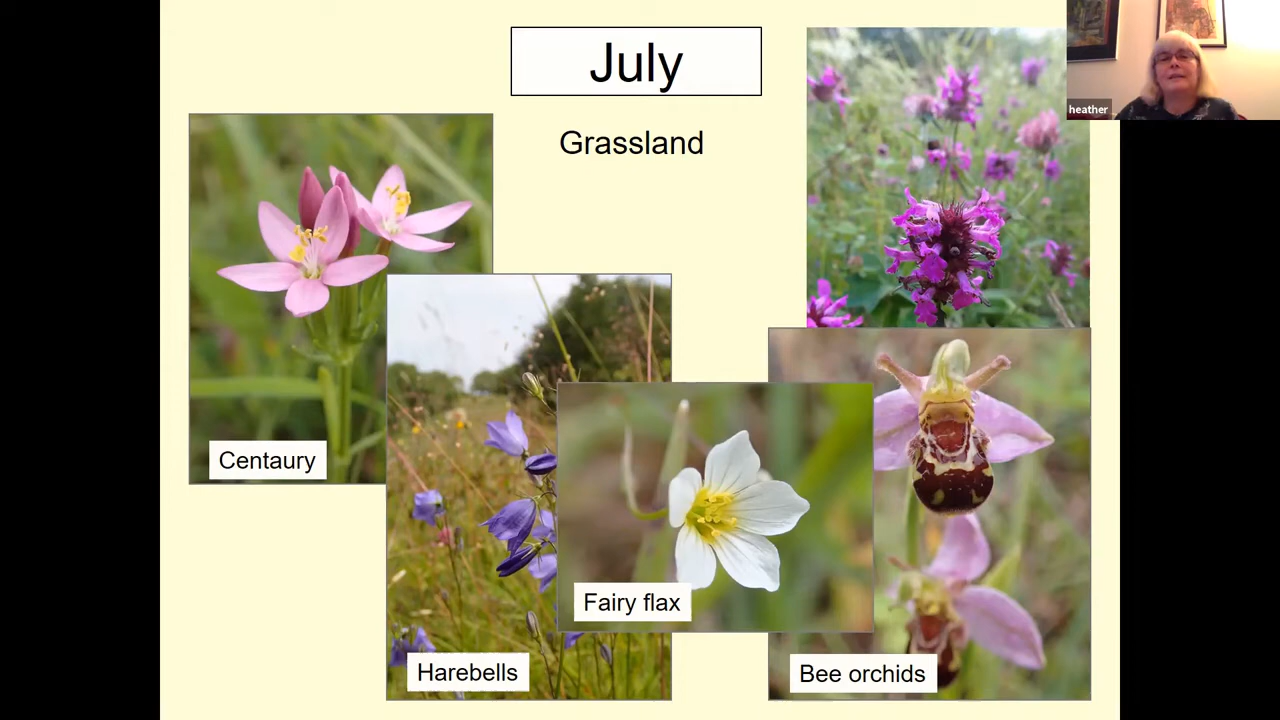 July
heather
Grassland
Centaury
Fairy flax
Harebells
Bee orchids